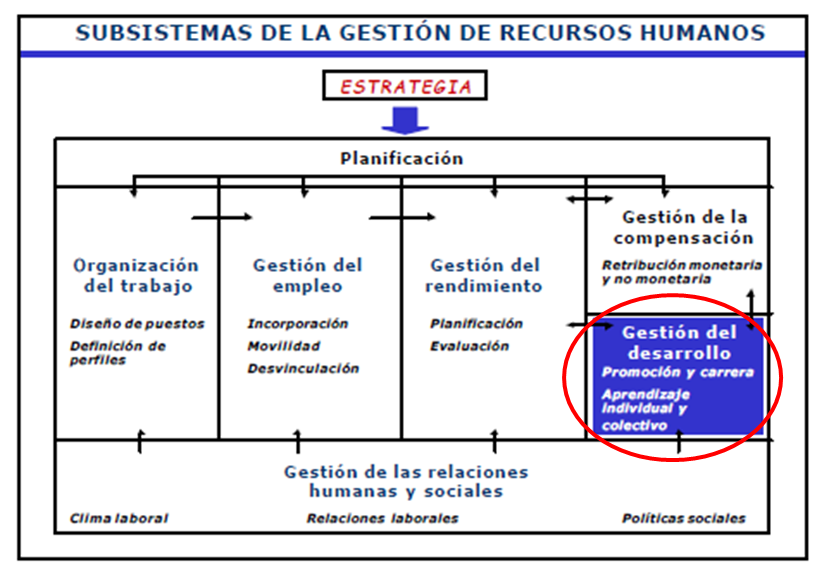 SUBSISTEMAS DE LA GESTIÓN DE RECURSOS HUMANOS
ESTRATEGIA
Planificación
Organización
del trabajo
Diseño de puestos
Definición de
perfiles
Gestión del
empleo
Incorporación
Movilidad
Desvinculación
Gestión del
rendimiento
Planificación
Evaluación
Gestión de la
compensación
Retribución monetaria
y no monetaria
Gestión del
desarrollo
Promoción y carrera
Aprendizaje
individual y
colectivo
Gestión de las relaciones
humanas y sociales
Clima laboral
Relaciones laborales
Políticas sociales